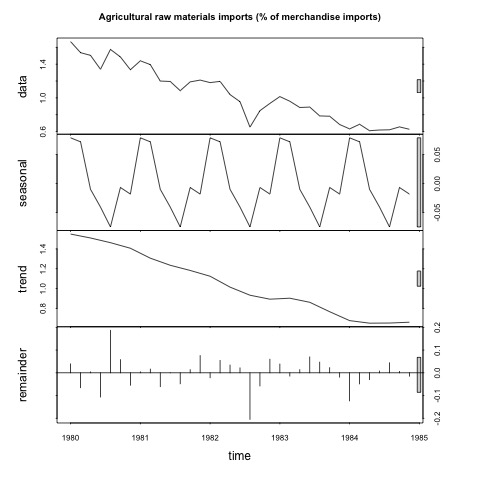 Agricultural raw materials imports (% of merchandise imports)
data
0.6 1.0 1.4
seasonal
-0.05 0.00 0.05
trend
0.8 1.0 1.2 1.4
remainder
-0.2 -0.1 0.0 0.1 0.2
1980 1981 1982 1983 1984 1985
time